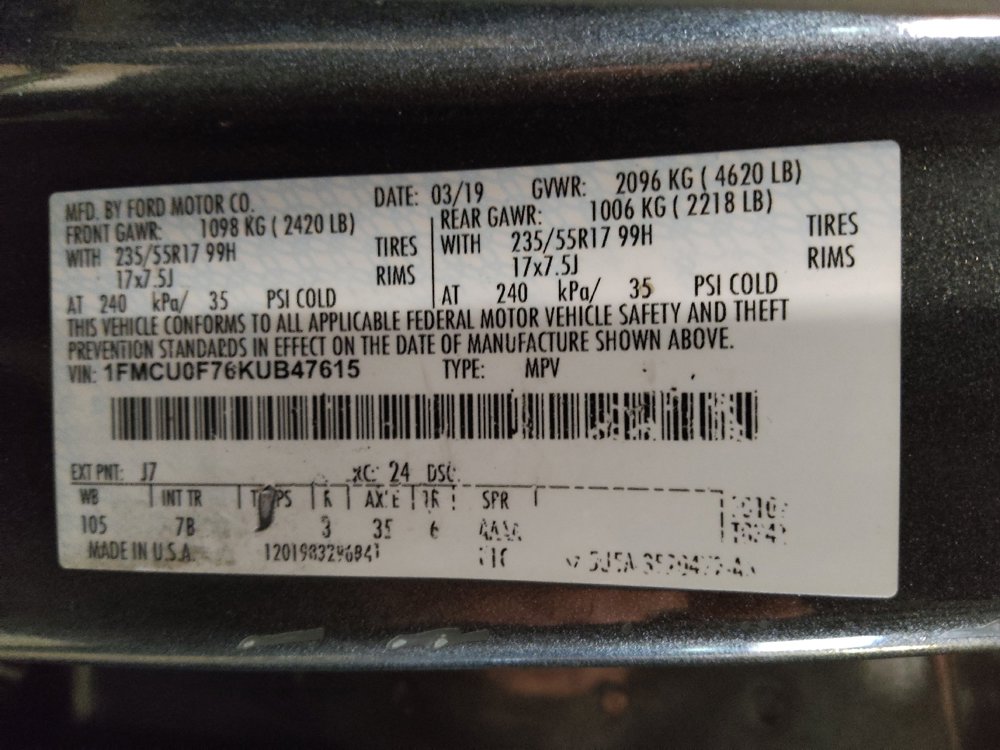 MFD. BY FORD MOTOR CO. DATE: 03/19 GVWR: 2096 KG ( 4620 LB)
FRONT GAWR: 1098 KG ( 2420 LB) REAR GAWR: 1006 KG ( 2218 LB)
WITH 235/55R17 99H TIRES WITH 235/55R17 99H TIRES
17x7.5J RIMS 17x7.5J RIMS
AT 240 kPa/ 35 PSI COLD AT 240 kPa/ 35 PSI COLD
THIS VEHICLE CONFORMS TO ALL APPLICABLE FEDERAL MOTOR VEHICLE SAFETY AND THEFT
PREVENTION STANDARDS IN EFFECT ON THE DATE OF MANUFACTURE SHOWN ABOVE.
VIN: 1FMCU0F76KUB47615 TYPE: MPV
EXT PNT: J7 RC: 24 DSO:
WB INT TR R AXLE TR SPR
105 7B 3 35 6 AAAA
MADE IN U.S.A.